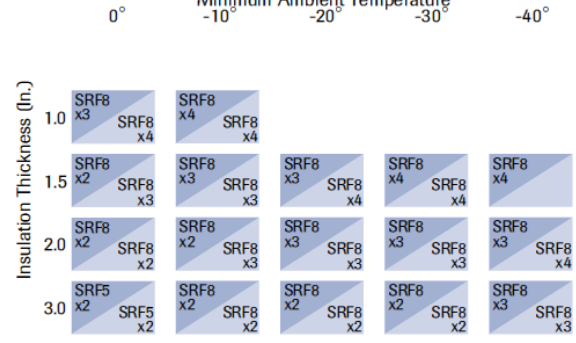 Minimum Ambient Temperature
0° -10° -20° -30° -40°
Insulation Thickness (In.)
1.0 SRF8 x3 SRF8 x4 SRF8 x4 SRF8 x4
1.5 SRF8 x2 SRF8 x3 SRF8 x3 SRF8 x3 SRF8 x3 SRF8 x4 SRF8 x4 SRF8 x4 SRF8 x4
2.0 SRF8 x2 SRF8 x2 SRF8 x2 SRF8 x3 SRF8 x3 SRF8 x3 SRF8 x3 SRF8 x3 SRF8 x3 SRF8 x4
3.0 SRF5 x2 SRF5 x2 SRF8 x2 SRF8 x2 SRF8 x2 SRF8 x2 SRF8 x2 SRF8 x2 SRF8 x3 SRF8 x3